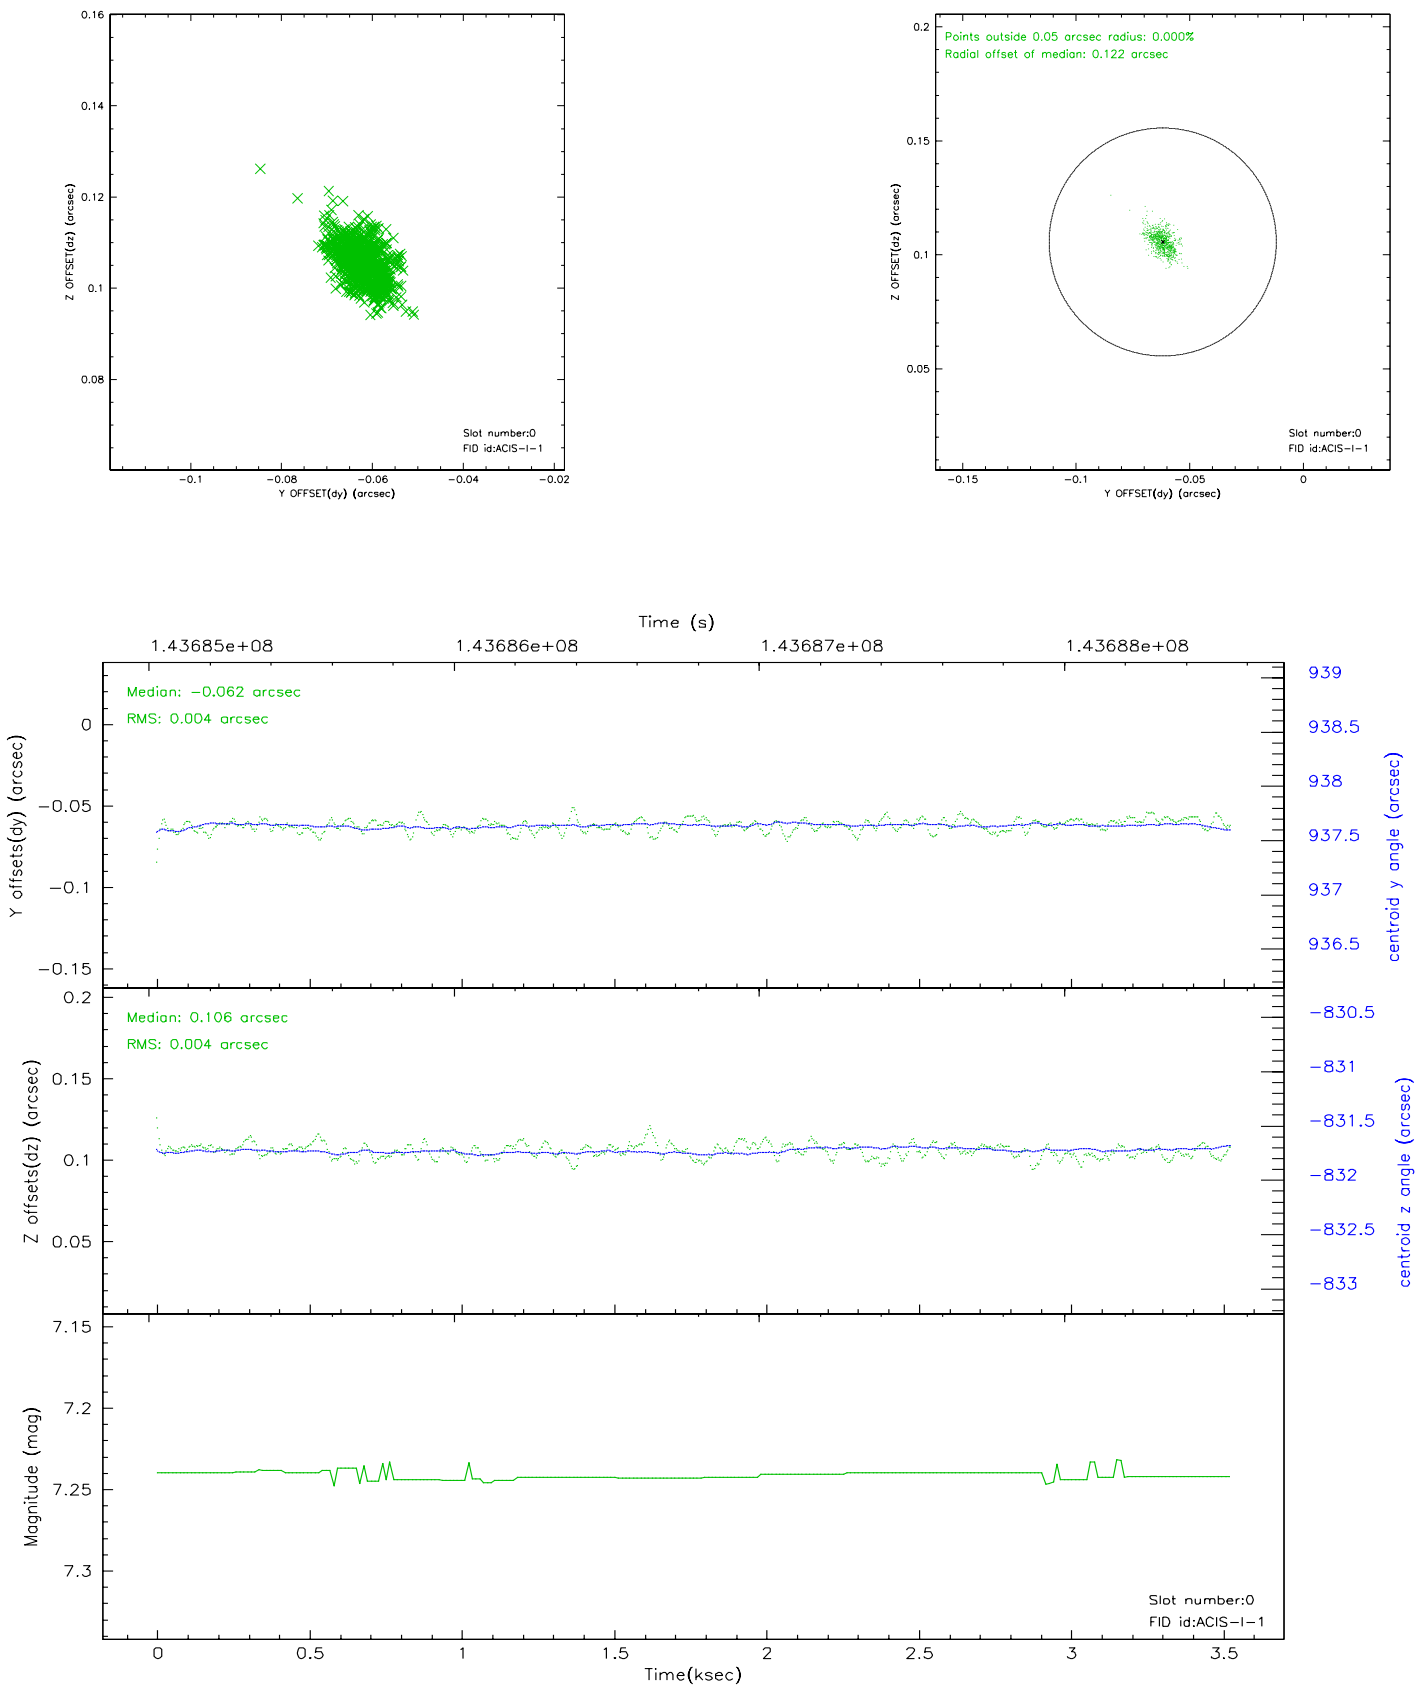 0.16
0.14
0.12
0.1
0.08
Z OFFSET(dz) (arcsec)
Slot number:0
FID id:ACIS-I-1
-0.1 -0.08 -0.06 -0.04 -0.02
Y OFFSET(dy) (arcsec)
Points outside 0.05 arcsec radius: 0.000%
Radial offset of median: 0.122 arcsec
0.2
0.15
0.1
0.05
Z OFFSET(dz) (arcsec)
Slot number:0
FID id:ACIS-I-1
-0.15 -0.1 -0.05 0
Y OFFSET(dy) (arcsec)
Time (s)
1.43685e+08 1.43686e+08 1.43687e+08 1.43688e+08
Median: -0.062 arcsec
RMS: 0.004 arcsec
0
-0.05
-0.1
-0.15
Y offsets(dy) (arcsec)
939
938.5
938
937.5
937
936.5
centroid y angle (arcsec)
Median: 0.106 arcsec
RMS: 0.004 arcsec
0.2
0.15
0.1
0.05
Z offsets(dz) (arcsec)
-830.5
-831
-831.5
-832
-832.5
-833
centroid z angle (arcsec)
7.15
7.2
7.25
7.3
Magnitude (mag)
Slot number:0
FID id:ACIS-I-1
0 0.5 1 1.5 2 2.5 3 3.5
Time(ksec)